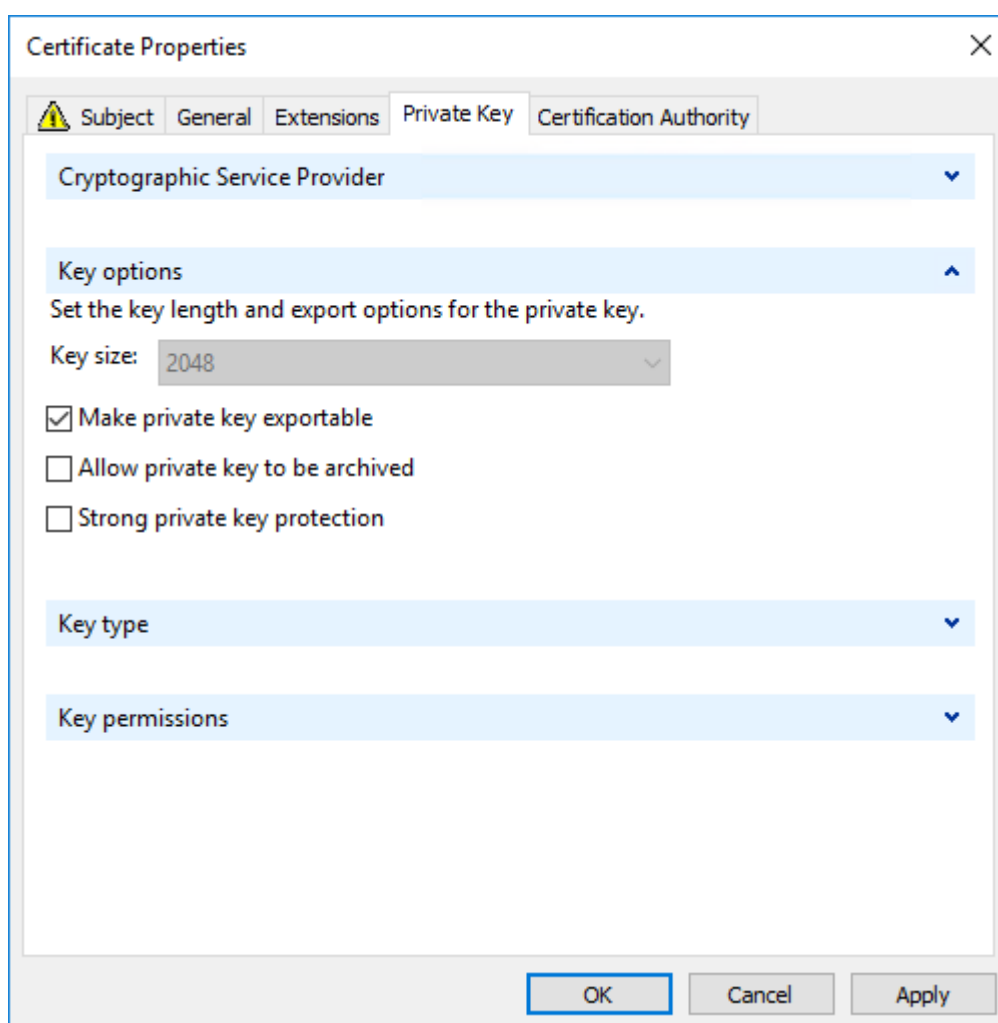 Certificate Properties
Subject General Extensions Private Key Certification Authority
Cryptographic Service Provider
Key options
Set the key length and export options for the private key.
Key size: 2048
Make private key exportable
Allow private key to be archived
Strong private key protection
Key type
Key permissions
OK Cancel Apply